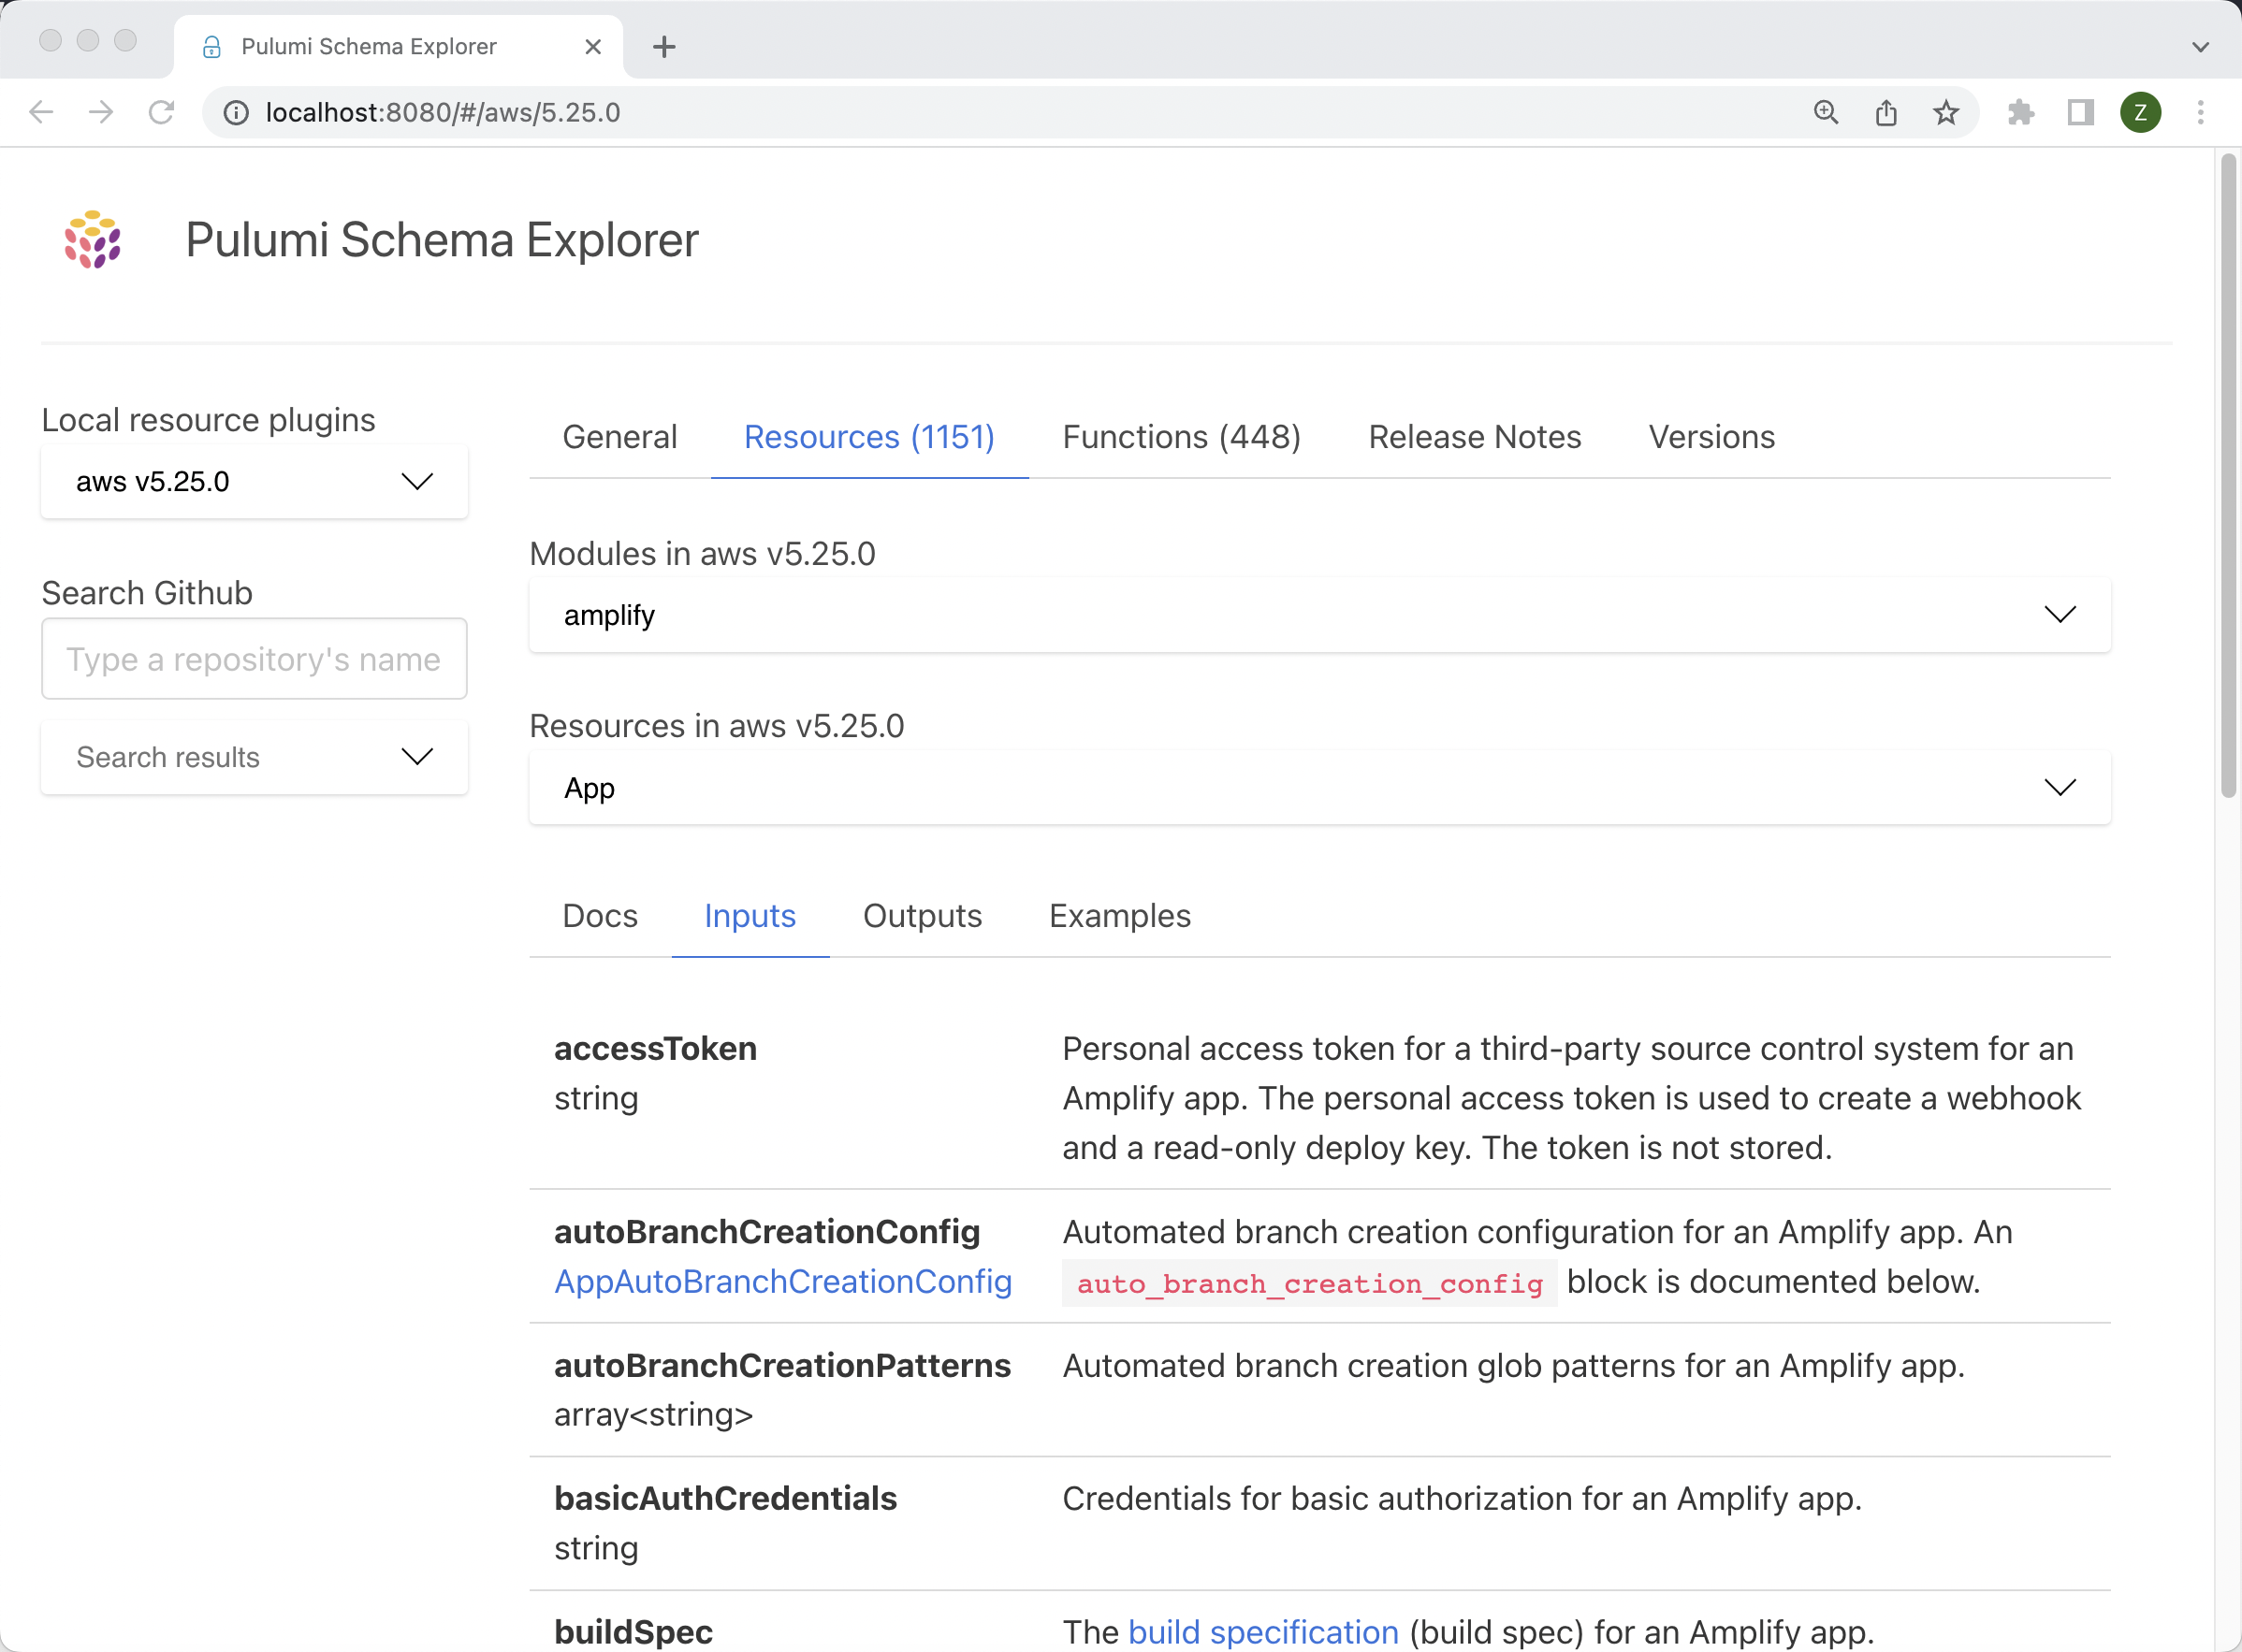 Pulumi Schema Explorer
localhost:8080/#/aws/5.25.0
Z
Pulumi Schema Explorer
Local resource plugins
aws v5.25.0
Search Github
Type a repository's name
Search results
General Resources (1151) Functions (448) Release Notes Versions
Modules in aws v5.25.0
amplify
Resources in aws v5.25.0
App
Docs Inputs Outputs Examples
accessToken
string
Personal access token for a third-party source control system for an
Amplify app. The personal access token is used to create a webhook
and a read-only deploy key. The token is not stored.
autoBranchCreationConfig
AppAutoBranchCreationConfig
Automated branch creation configuration for an Amplify app. An
auto_branch_creation_config block is documented below.
autoBranchCreationPatterns
array<string>
Automated branch creation glob patterns for an Amplify app.
basicAuthCredentials
string
Credentials for basic authorization for an Amplify app.
buildSpec
The build specification (build spec) for an Amplify app.